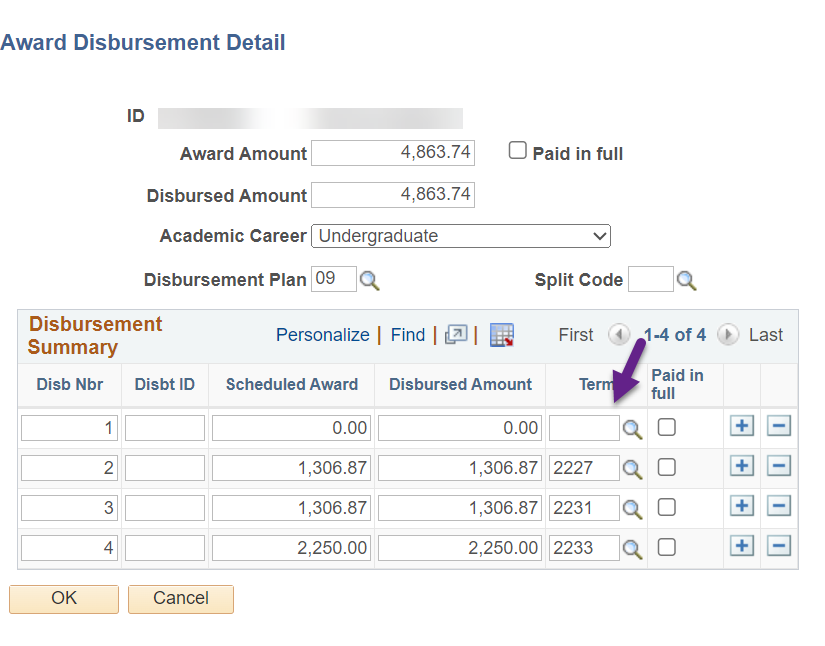 Award Disbursement Detail
ID
Award Amount 4,863.74 Paid in full
Disbursed Amount 4,863.74
Academic Career Undergraduate
Disbursement Plan 09 Split Code
Disbursement Summary Personalize | Find | | First 1-4 of 4 Last
Disb Nbr Disbt ID Scheduled Award Disbursed Amount Term Paid in full
1 0.00 0.00
2 1,306.87 1,306.87 2227
3 1,306.87 1,306.87 2231
4 2,250.00 2,250.00 2233
OK Cancel